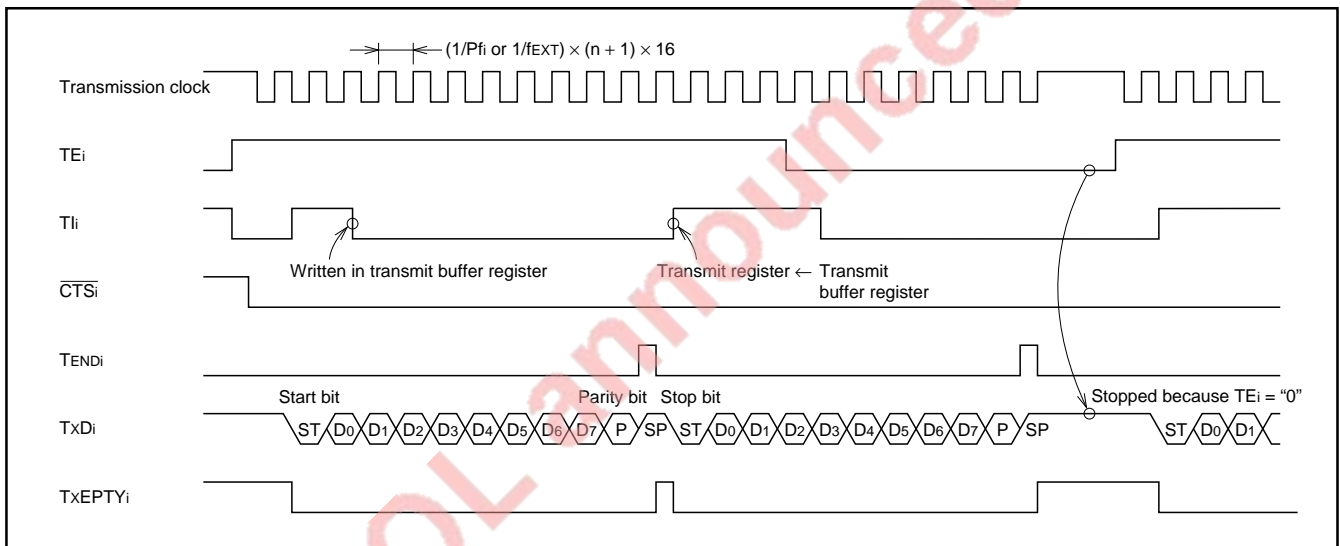 (1/Pfi or 1/fEXT) × (n + 1) × 16
Transmission clock
TEi
TIi
Written in transmit buffer register
Transmit register ← Transmit
buffer register
CTSi
TENDi
Start bit
Parity bit
Stop bit
Stopped because TEi = “0”
TxDi
ST D0 D1 D2 D3 D4 D5 D6 D7 P SP ST D0 D1 D2 D3 D4 D5 D6 D7 P SP ST D0 D1
TxEPTYi
OL announced